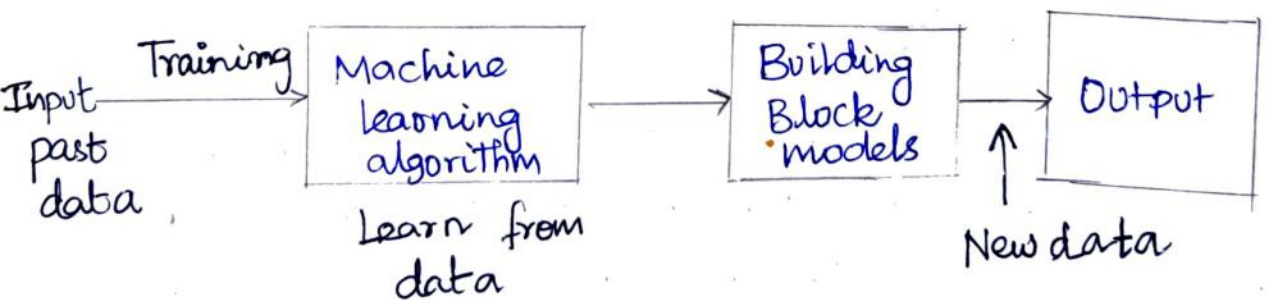 Training
Input
past
data
Machine
learning
algorithm
Learn from
data
Building
Block
models
New data
Output